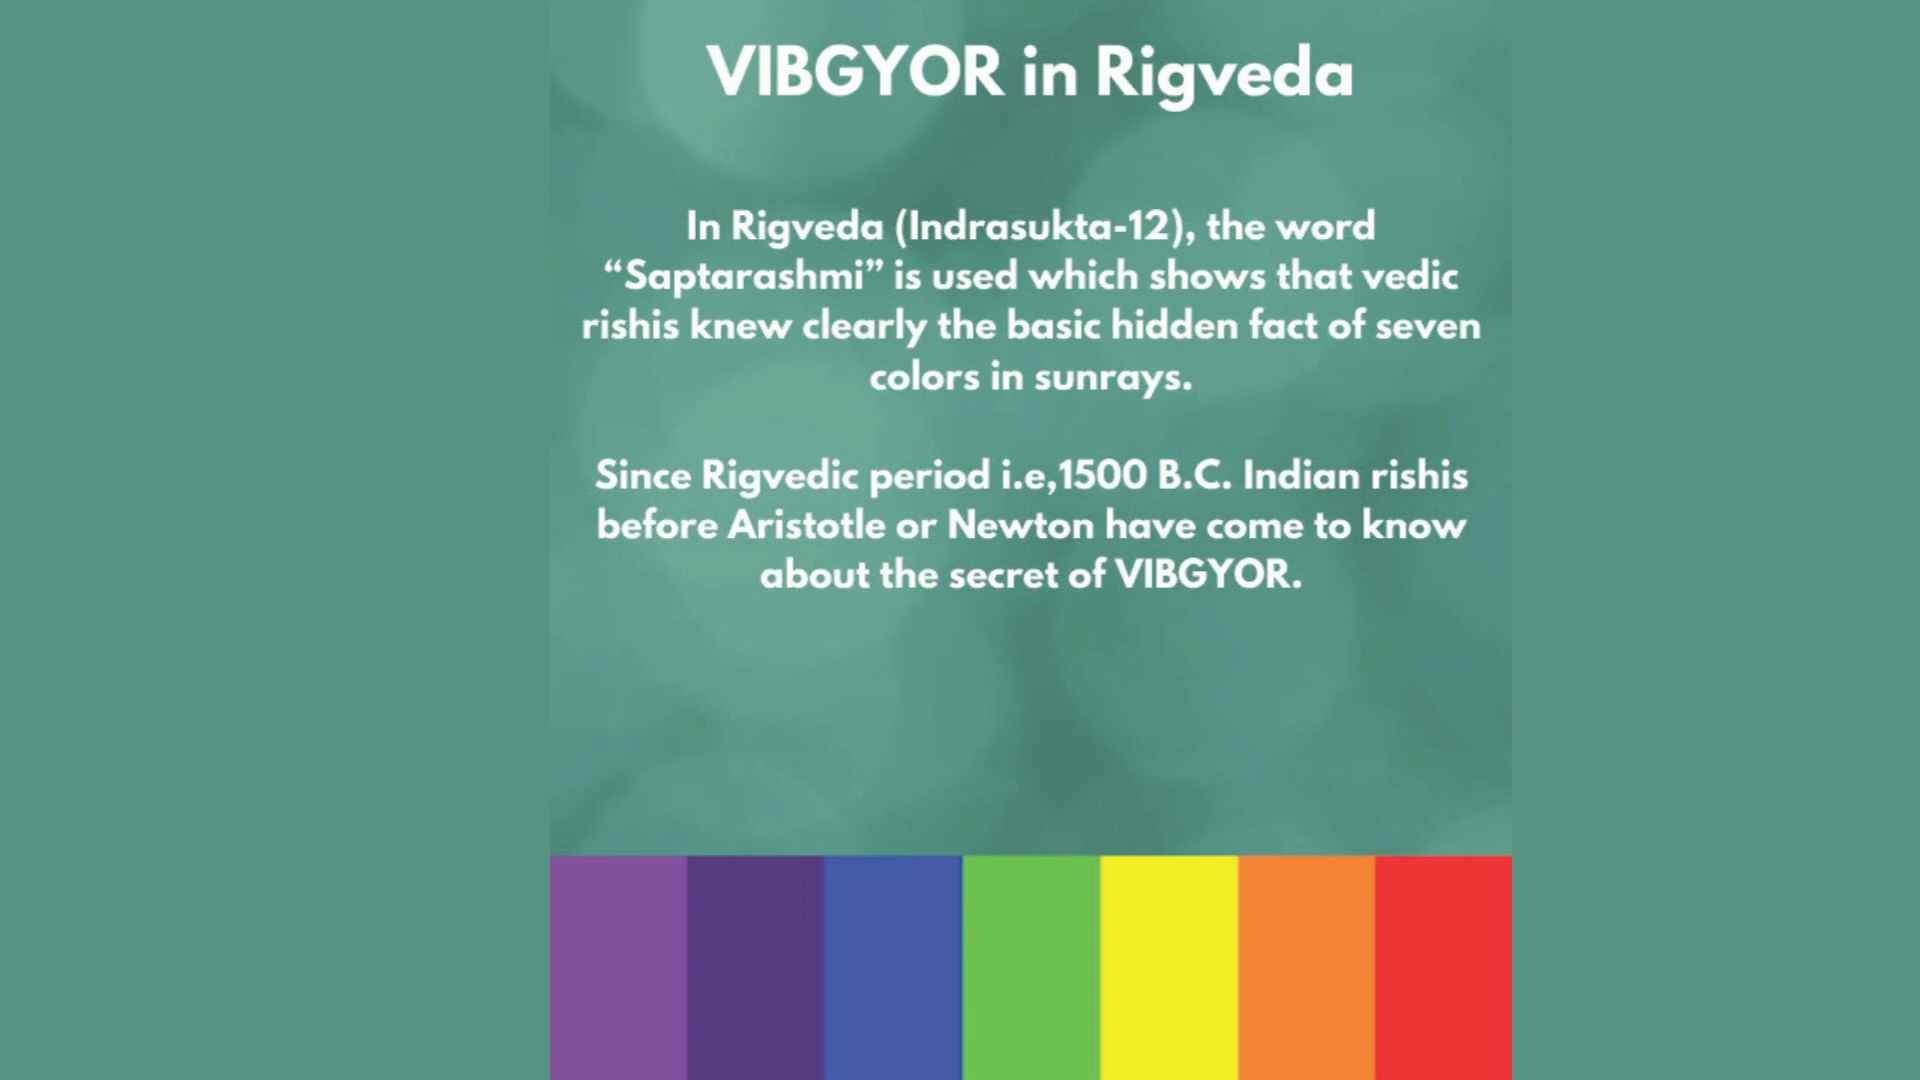 VIBGYOR in Rigveda
In Rigveda (Indrasukta-12), the word
“Saptarashmi” is used which shows that vedic
rishis knew clearly the basic hidden fact of seven
colors in sunrays.
Since Rigvedic period i.e,1500 B.C. Indian rishis
before Aristotle or Newton have come to know
about the secret of VIBGYOR.